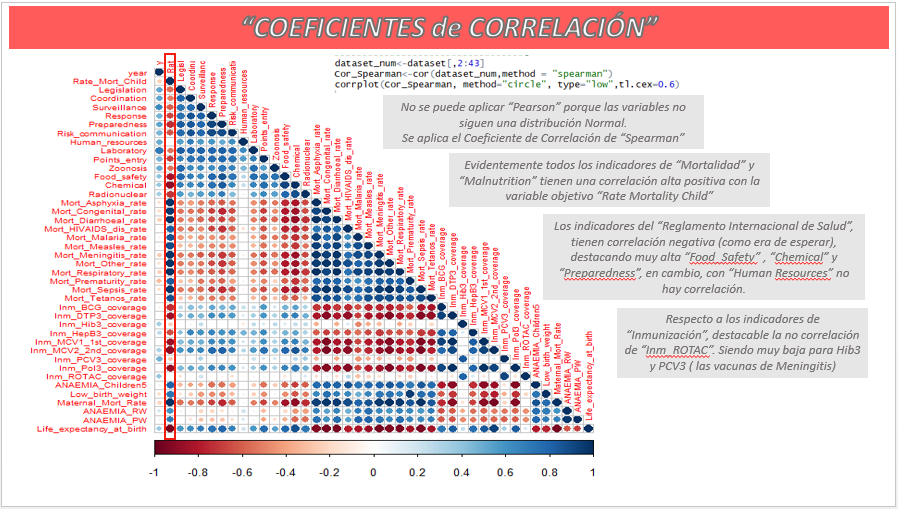 “COEFICIENTES de CORRELACIÓN”
dataset_num<-dataset[,2:43]
Cor_Spearman<-cor(dataset_num,method = "spearman")
corrplot(Cor_Spearman, method="circle", type="low",tl.cex=0.6)
No se puede aplicar “Pearson” porque las variables no
siguen una distribución Normal.
Se aplica el Coeficiente de Correlación de “Spearman”
Evidentemente todos los indicadores de “Mortalidad” y
“Malnutrition” tienen una correlación alta positiva con la
variable objetivo “Rate Mortality Child”
Los indicadores del “Reglamento Internacional de Salud”,
tienen correlación negativa (como era de esperar),
destacando muy alta “Food_Safety” , “Chemical” y
“Preparedness”, en cambio, con “Human Resources” no
hay correlación.
Respecto a los indicadores de
“Inmunización”, destacable la no correlación
de “Inm_ROTAC”. Siendo muy baja para Hib3
y PCV3 ( las vacunas de Meningitis)
year
Rate_Mort_Child
Legislation
Coordination
Surveillance
Response
Preparedness
Risk_communication
Human_resources
Laboratory
Points_entry
Zoonosis
Food_safety
Chemical
Radionuclear
Mort_Asphyxia_rate
Mort_Congenital_rate
Mort_Diarrhoeal_rate
Mort_HIVAIDS_dis_rate
Mort_Malaria_rate
Mort_Measles_rate
Mort_Meningitis_rate
Mort_Other_rate
Mort_Respiratory_rate
Mort_Prematurity_rate
Mort_Sepsis_rate
Mort_Tetanos_rate
Inm_BCG_coverage
Inm_DTP3_coverage
Inm_Hib3_coverage
Inm_HepB3_coverage
Inm_MCV1_1st_coverage
Inm_MCV2_2nd_coverage
Inm_PCV3_coverage
Inm_Pol3_coverage
Inm_ROTAC_coverage
ANAEMIA_Children5
Low_birth_weight
Maternal_Mort_Rate
ANAEMIA_RW
ANAEMIA_PW
Life_expectancy_at_birth
Y
Rat
Legisl
Coordin
Surveillanc
Response
Preparedness
Risk_communicati
Human_resources
Laboratory
Points_entry
Zoonosis
Food_safety
Chemical
Radionuclear
Mort_Asphyxia_rate
Mort_Congenital_rate
Mort_Diarrhoeal_rate
Mort_HIVAIDS_dis_rate
Mort_Malaria_rate
Mort_Measles_rate
Mort_Meningitis_rate
Mort_Other_rate
Mort_Respiratory_rate
Mort_Prematurity_rate
Mort_Sepsis_rate
Mort_Tetanos_rate
Inm_BCG_coverage
Inm_DTP3_coverage
Inm_Hib3_coverage
Inm_HepB3_coverage
Inm_MCV1_1st_coverage
Inm_MCV2_2nd_coverage
Inm_PCV3_coverage
Inm_Pol3_coverage
Inm_ROTAC_coverage
ANAEMIA_Children5
Low_birth_weight
Maternal_Mort_Rate
ANAEMIA_RW
ANAEMIA_PW
Life_expectancy_at_birth
-1 -0.8 -0.6 -0.4 -0.2 0 0.2 0.4 0.6 0.8 1